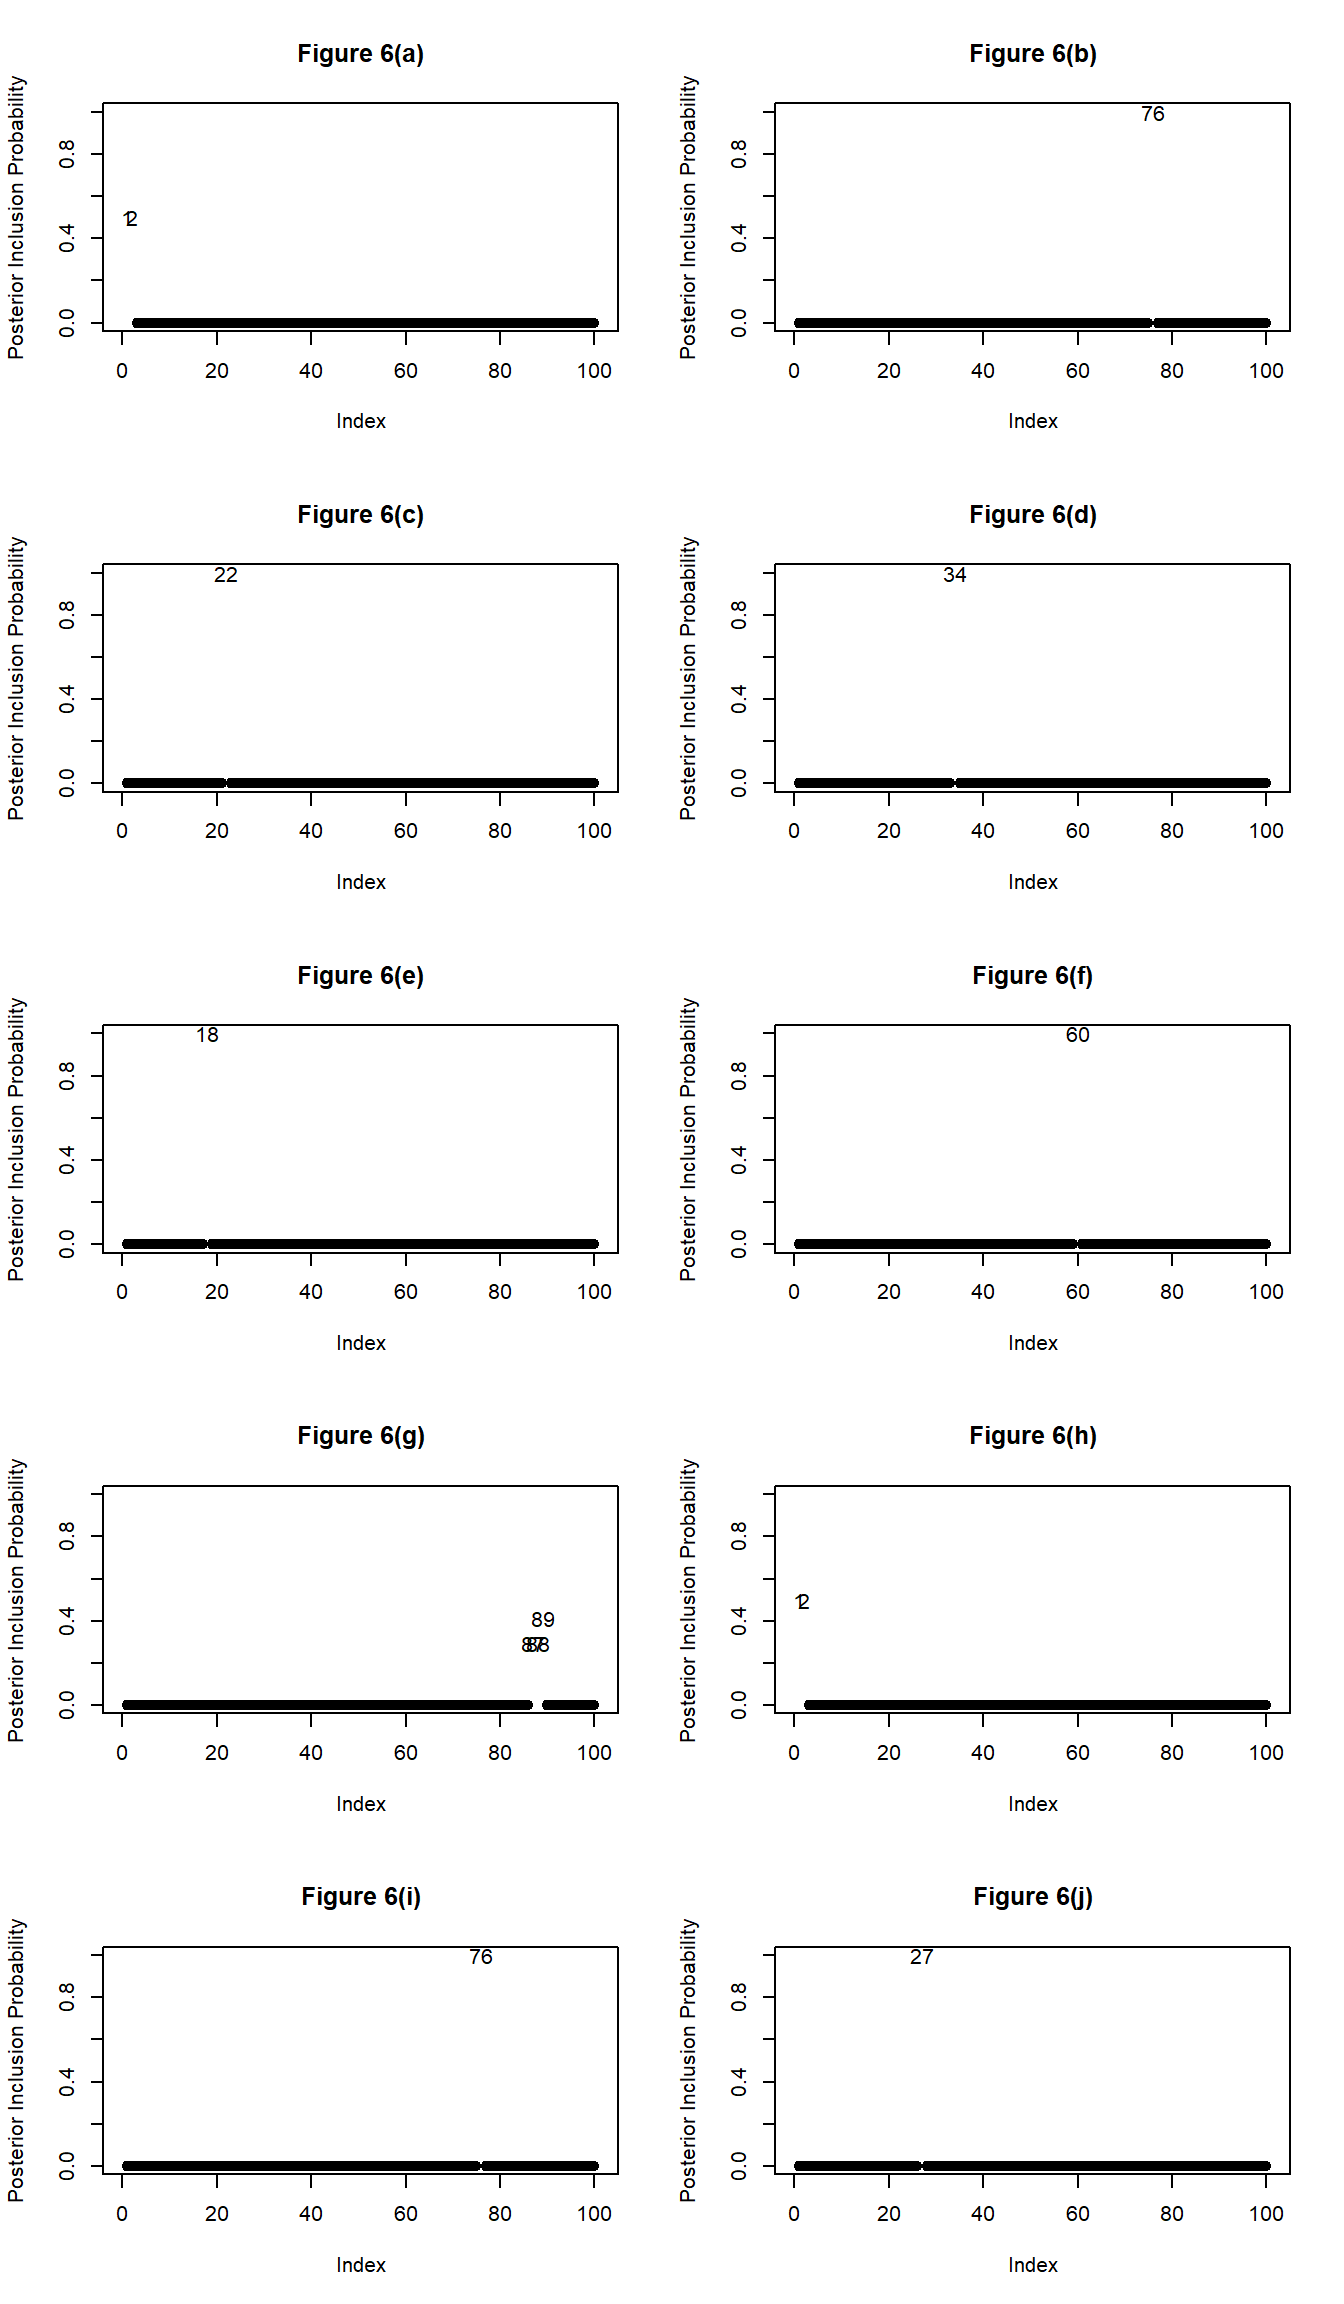 Figure 6(a)
Posterior Inclusion Probability
0.0 0.4 0.8
1 2
0 20 40 60 80 100
Index
Figure 6(b)
Posterior Inclusion Probability
0.0 0.4 0.8
76
0 20 40 60 80 100
Index
Figure 6(c)
Posterior Inclusion Probability
0.0 0.4 0.8
22
0 20 40 60 80 100
Index
Figure 6(d)
Posterior Inclusion Probability
0.0 0.4 0.8
34
0 20 40 60 80 100
Index
Figure 6(e)
Posterior Inclusion Probability
0.0 0.4 0.8
18
0 20 40 60 80 100
Index
Figure 6(f)
Posterior Inclusion Probability
0.0 0.4 0.8
60
0 20 40 60 80 100
Index
Figure 6(g)
Posterior Inclusion Probability
0.0 0.4 0.8
89
87 88
0 20 40 60 80 100
Index
Figure 6(h)
Posterior Inclusion Probability
0.0 0.4 0.8
1 2
0 20 40 60 80 100
Index
Figure 6(i)
Posterior Inclusion Probability
0.0 0.4 0.8
76
0 20 40 60 80 100
Index
Figure 6(j)
Posterior Inclusion Probability
0.0 0.4 0.8
27
0 20 40 60 80 100
Index